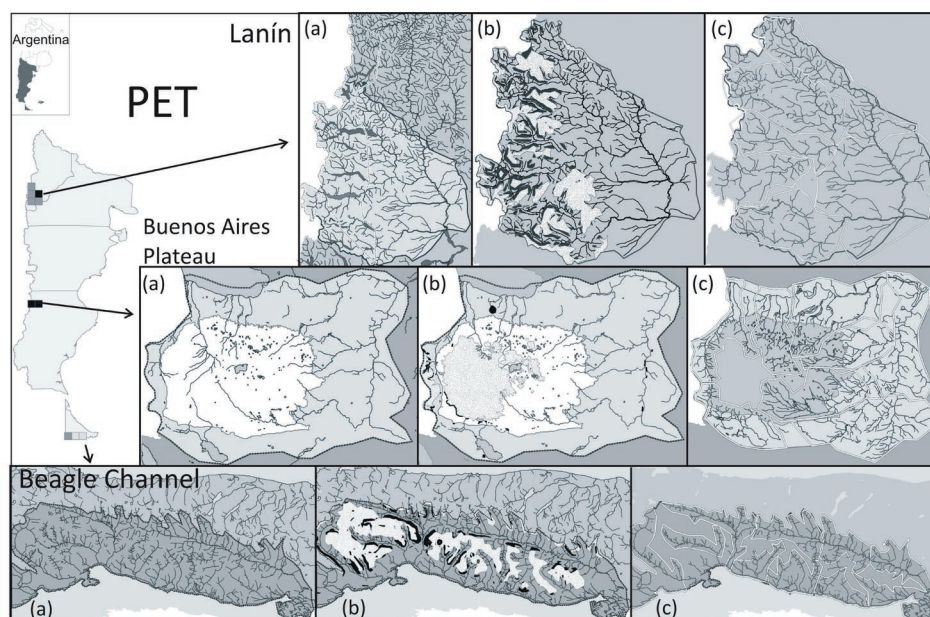 Argentina
PET
Lanín
(a)
(b)
(c)
Buenos Aires
Plateau
(a)
(b)
(c)
Beagle Channel
(a)
(b)
(c)